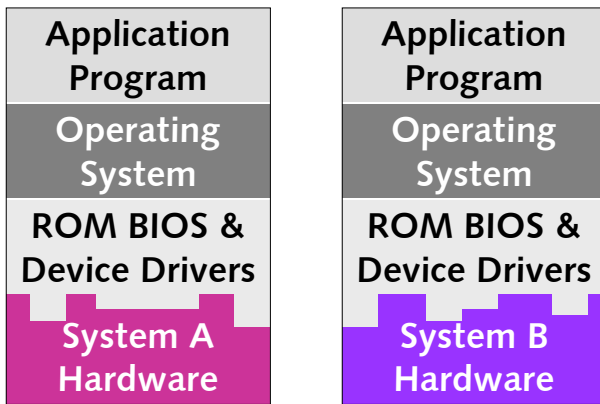 Application
Program
Operating
System
ROM BIOS &
Device Drivers
System A
Hardware
Application
Program
Operating
System
ROM BIOS &
Device Drivers
System B
Hardware